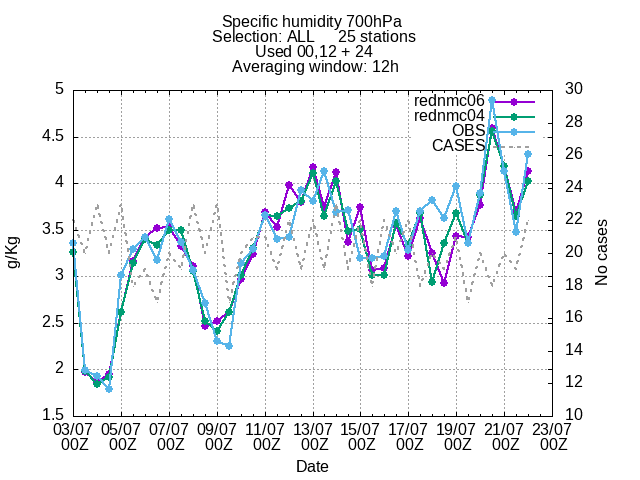 Specific humidity 700hPa
Selection: ALL     25 stations
Used 00,12 + 24
Averaging window: 12h
5
4.5
4
3.5
3
2.5
2
1.5
g/Kg
30
28
26
24
22
20
18
16
14
12
10
No cases
rednmc06
rednmc04
OBS
CASES
03/07 05/07 07/07 09/07 11/07 13/07 15/07 17/07 19/07 21/07 23/07
00Z 00Z 00Z 00Z 00Z 00Z 00Z 00Z 00Z 00Z 00Z
Date